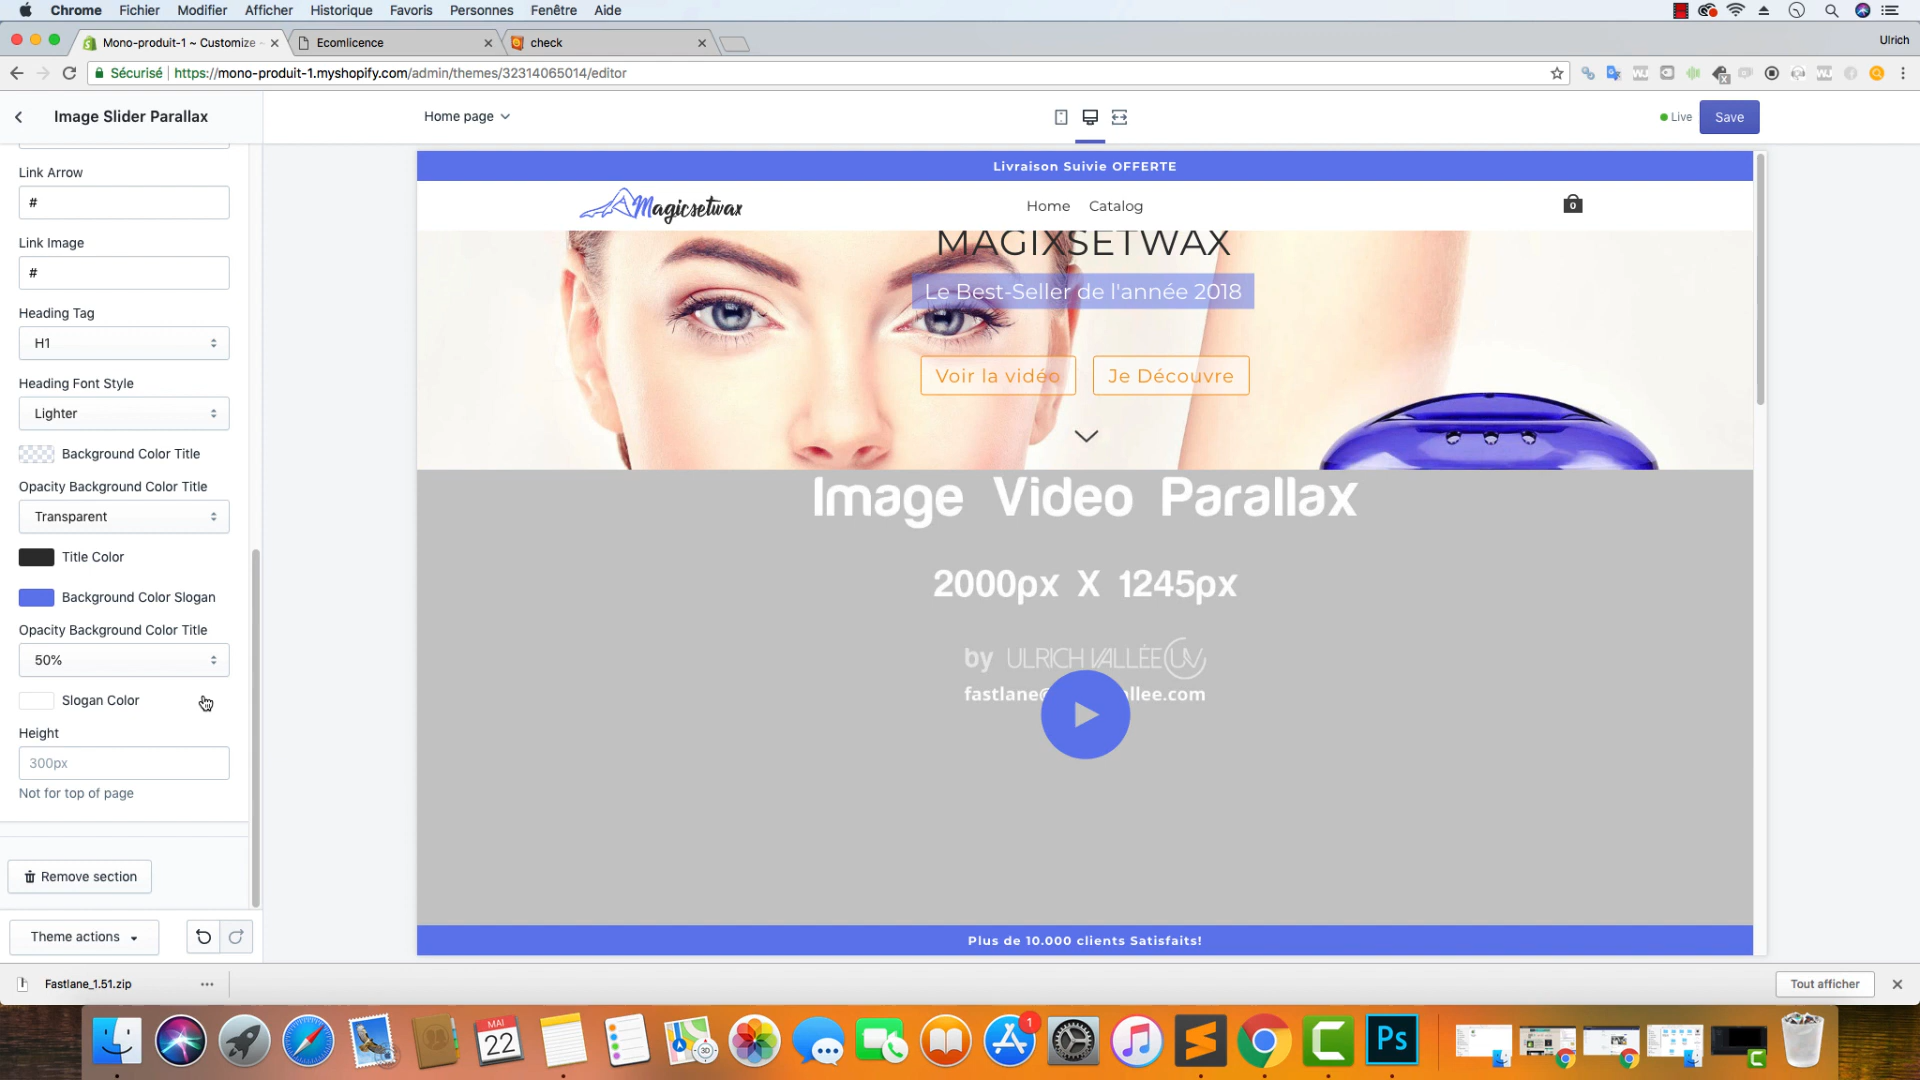 Chrome Fichier Modifier Afficher Historique Favoris Personnes Fenêtre Aide
Mono-produit-1 ~ Customize
Ecomlicence
check
Ulrich
Sécurisé https://mono-produit-1.myshopify.com/admin/themes/32314065014/editor
Image Slider Parallax
Home page
Live
Save
Link Arrow
#
Link Image
#
Heading Tag
H1
Heading Font Style
Lighter
Background Color Title
Opacity Background Color Title
Transparent
Title Color
Background Color Slogan
Opacity Background Color Title
50%
Slogan Color
Height
300px
Not for top of page
Remove section
Theme actions
Livraison Suivie OFFERTE
Magicsetwax
Home Catalog
0
MAGIXSETWAX
Le Best-Seller de l'année 2018
Voir la vidéo Je Découvre
Image Video Parallax
2000px X 1245px
by ULRICH VALLÉE UV
Plus de 10.000 clients Satisfaits!
Fastlane_1.51.zip
Tout afficher
MAI
22
3D
1
Ps